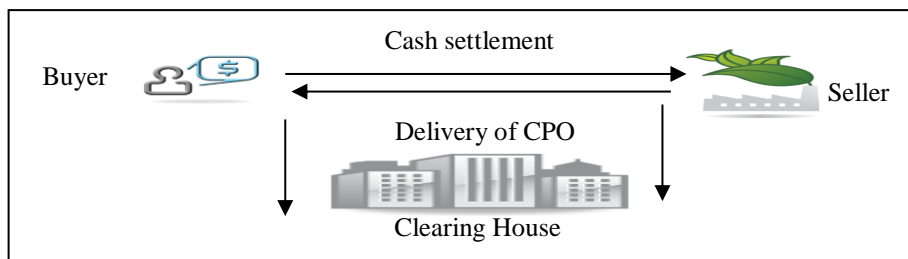 Cash settlement
Buyer
$
Seller
Delivery of CPO
Clearing House